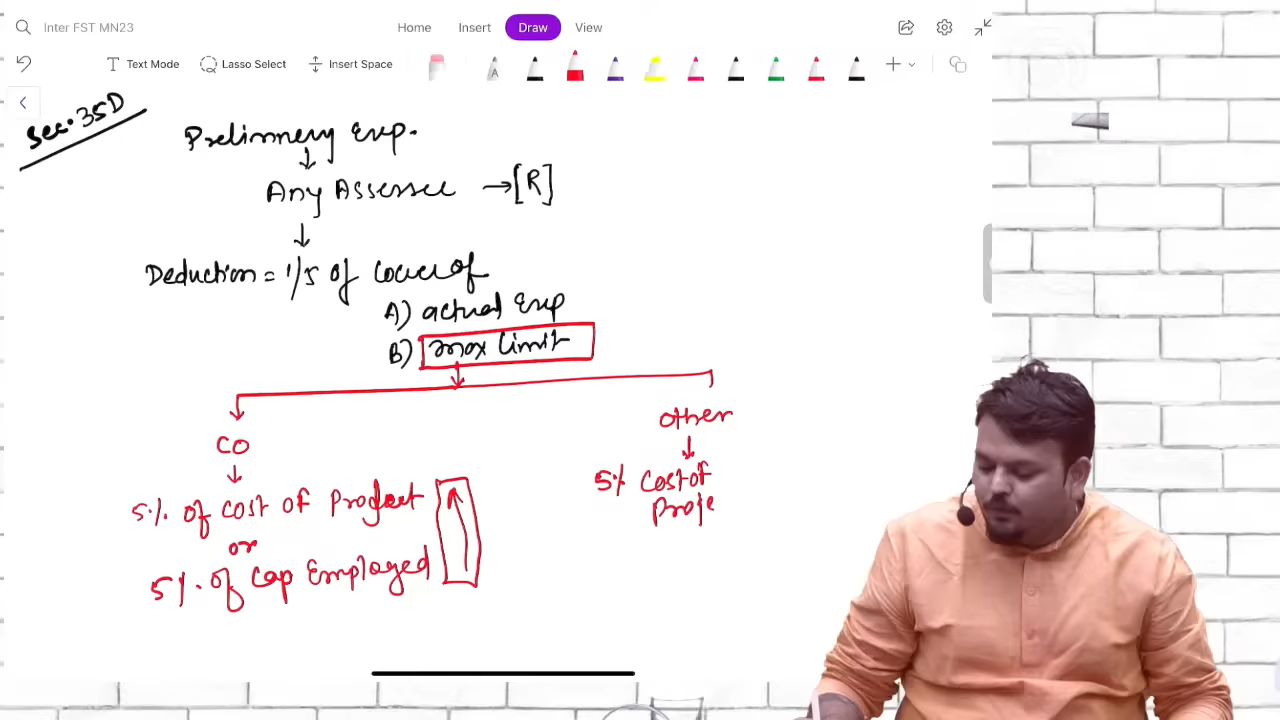 Inter FST MN23
Home Insert Draw View
Text Mode Lasso Select Insert Space
Sec. 35D
Prelimnery Exp.
Any Assessee → [R]
Deduction = 1/5 of lower of
A) actual Exp
B) max limit
CO
Other
5% of cost of Project
or
5% of Cap Employed
5% Cost of
Proje